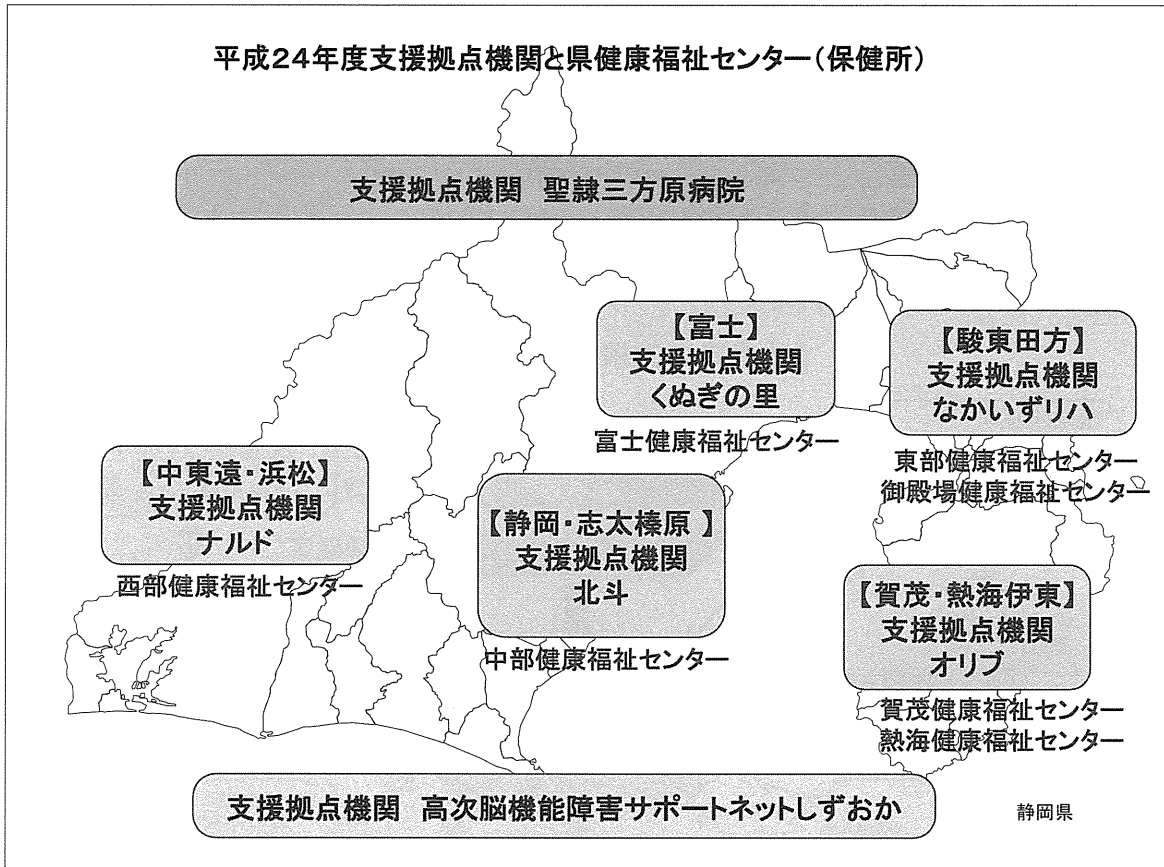 平成24年度支援拠点機関と県健康福祉センター（保健所）
支援拠点機関　聖隷三方原病院
【富士】
支援拠点機関
くぬぎの里
富士健康福祉センター
【駿東田方】
支援拠点機関
なかいずリハ
東部健康福祉センター
御殿場健康福祉センター
【中東遠・浜松】
支援拠点機関
ナルド
西部健康福祉センター
【静岡・志太榛原 】
支援拠点機関
北斗
中部健康福祉センター
【賀茂・熱海伊東】
支援拠点機関
オリブ
賀茂健康福祉センター
熱海健康福祉センター
支援拠点機関　高次脳機能障害サポートネットしずおか
静岡県